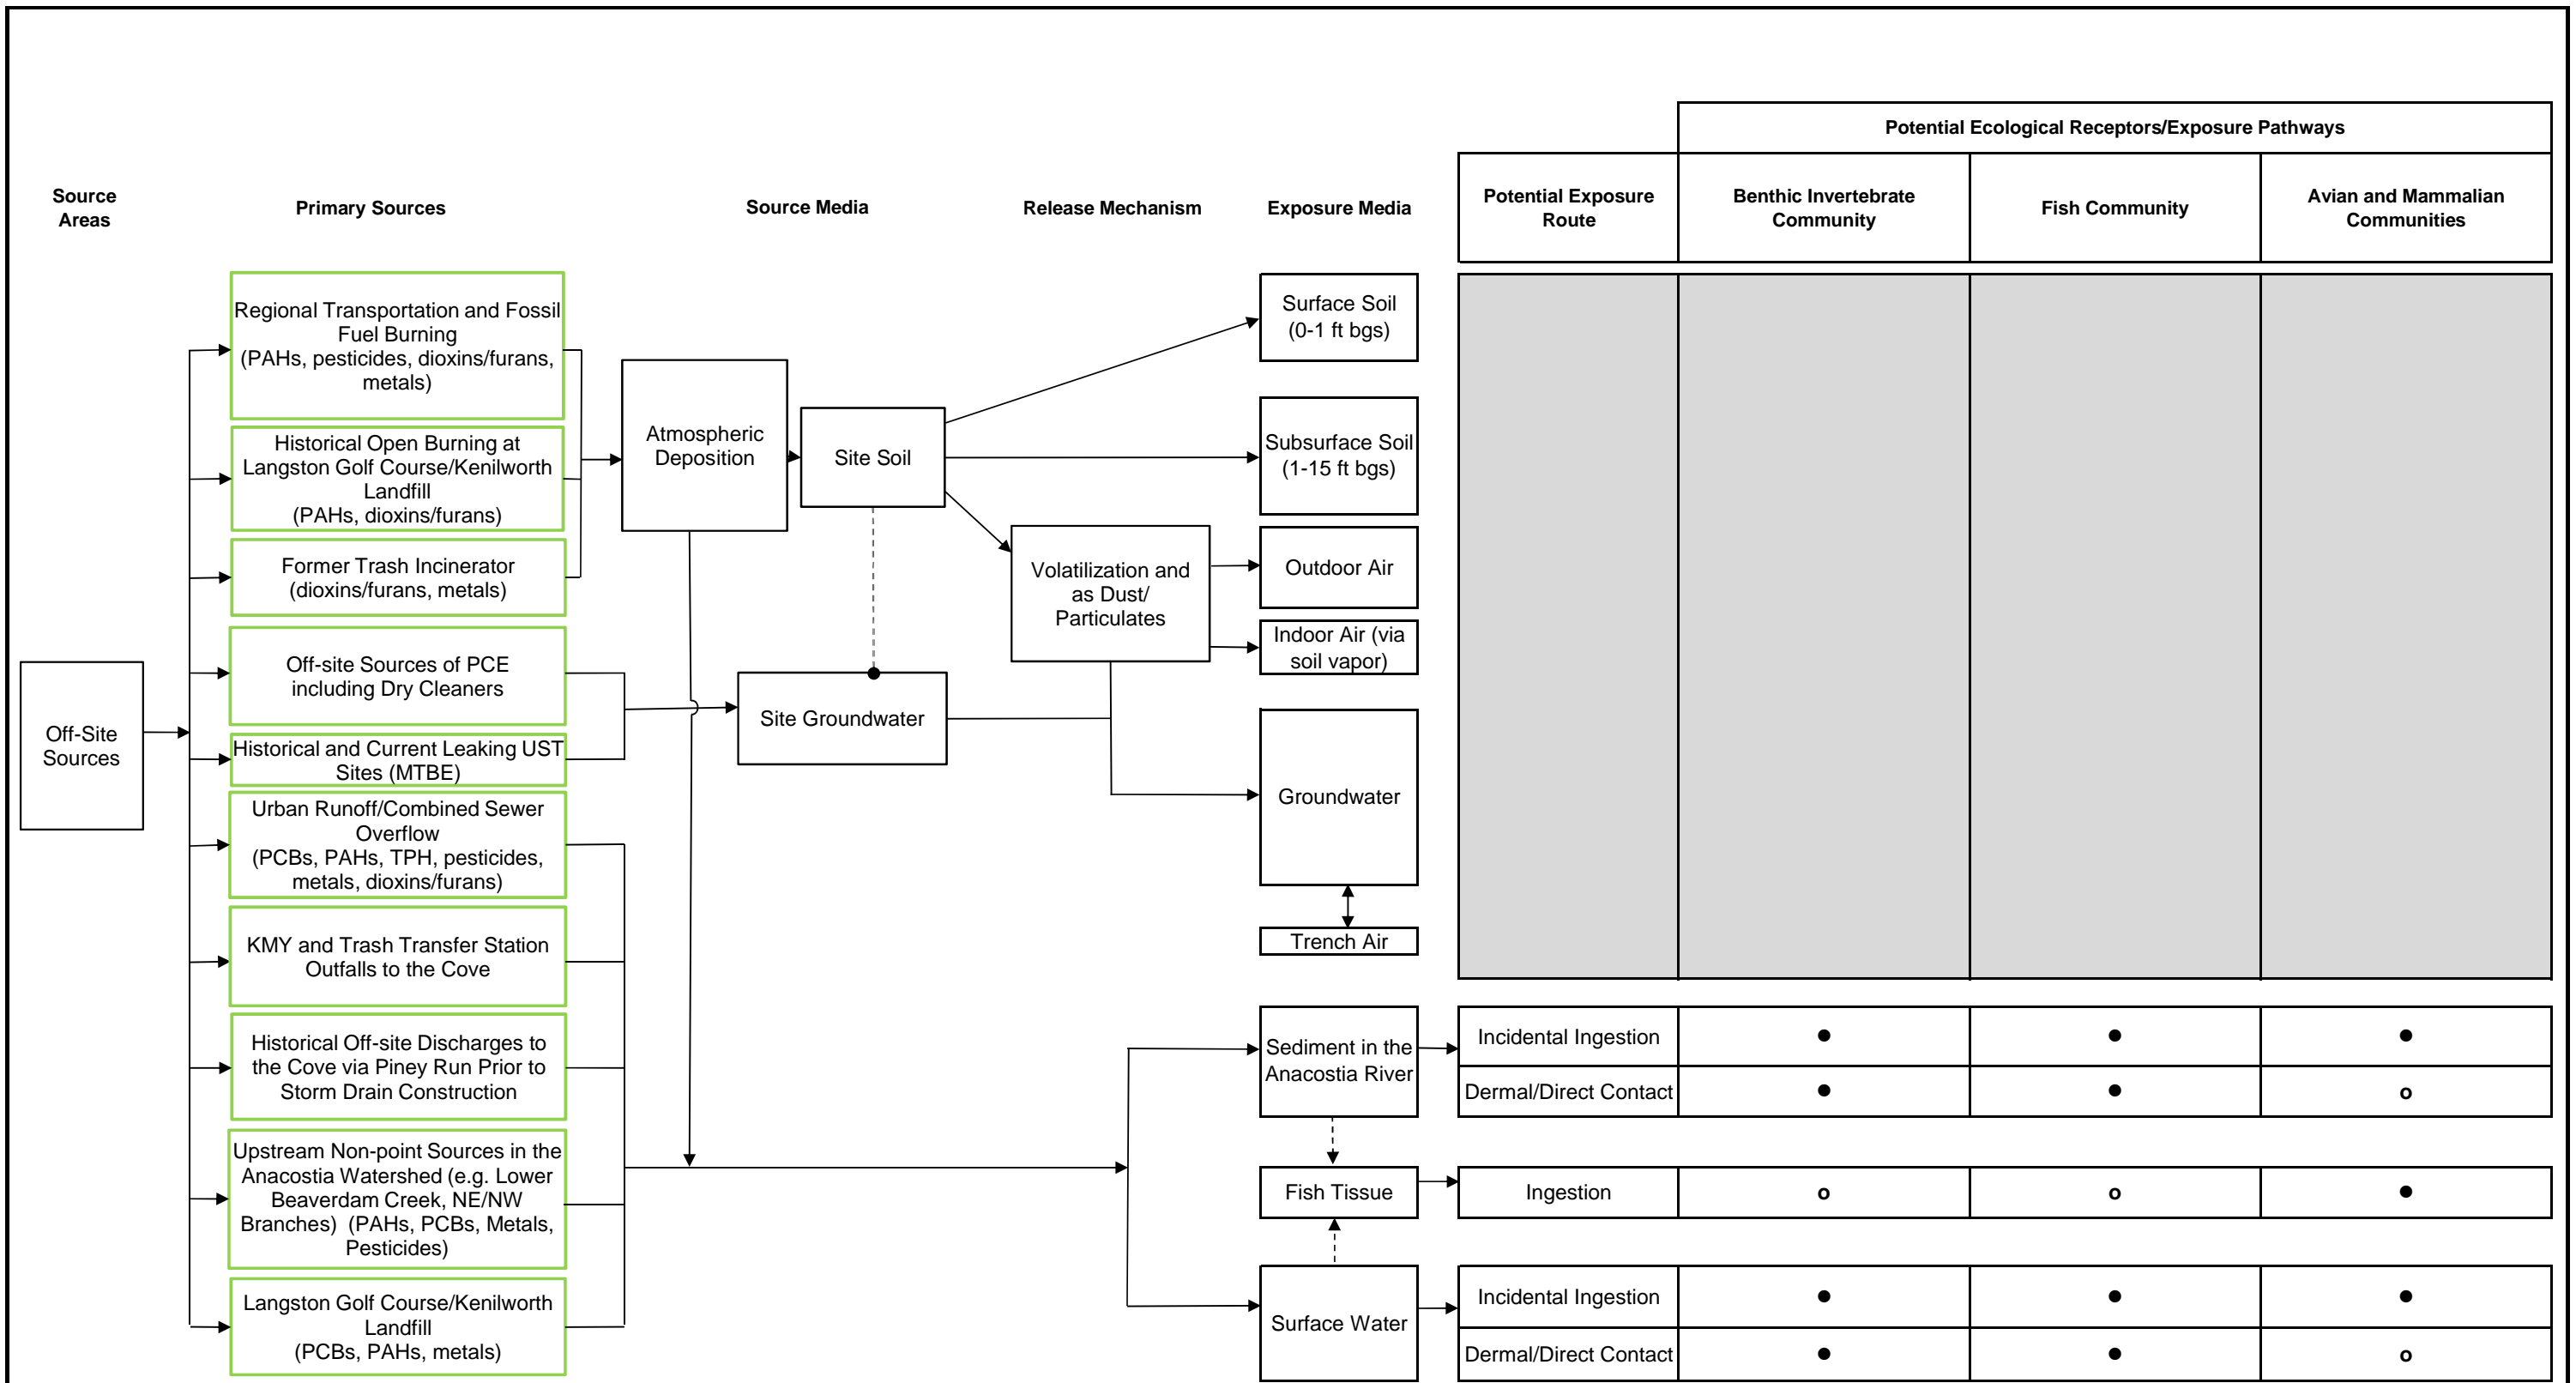 Potential Ecological Receptors/Exposure Pathways
Source
Areas
Primary Sources
Source Media
Release Mechanism
Exposure Media
Potential Exposure
Route
Benthic Invertebrate
Community
Fish Community
Avian and Mammalian
Communities
Off-Site
Sources
Regional Transportation and Fossil
Fuel Burning
(PAHs, pesticides, dioxins/furans,
metals)
Historical Open Burning at
Langston Golf Course/Kenilworth
Landfill
(PAHs, dioxins/furans)
Former Trash Incinerator
(dioxins/furans, metals)
Off-site Sources of PCE
including Dry Cleaners
Historical and Current Leaking UST
Sites (MTBE)
Urban Runoff/Combined Sewer
Overflow
(PCBs, PAHs, TPH, pesticides,
metals, dioxins/furans)
KMY and Trash Transfer Station
Outfalls to the Cove
Historical Off-site Discharges to
the Cove via Piney Run Prior to
Storm Drain Construction
Upstream Non-point Sources in the
Anacostia Watershed (e.g. Lower
Beaverdam Creek, NE/NW
Branches)  (PAHs, PCBs, Metals,
Pesticides)
Langston Golf Course/Kenilworth
Landfill
(PCBs, PAHs, metals)
Atmospheric
Deposition
Site Soil
Site Groundwater
Volatilization and
as Dust/
Particulates
Surface Soil
(0-1 ft bgs)
Subsurface Soil
(1-15 ft bgs)
Outdoor Air
Indoor Air (via
soil vapor)
Groundwater
Trench Air
Sediment in the
Anacostia River
Incidental Ingestion ● ● ●
Dermal/Direct Contact ● ● o
Fish Tissue
Ingestion o o ●
Surface Water
Incidental Ingestion ● ● ●
Dermal/Direct Contact ● ● o